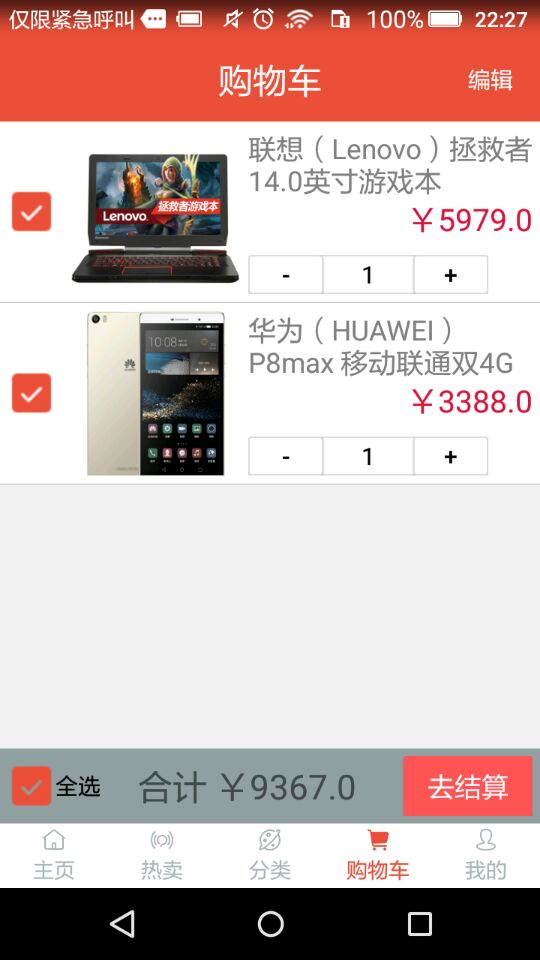 仅限紧急呼叫 100% 22:27
购物车 编辑
联想（Lenovo）拯救者
14.0英寸游戏本
Lenovo. 拯救者游戏本
￥5979.0
- 1 +
华为（HUAWEI）
P8max 移动联通双4G
10:08
HUAWEI
￥3388.0
- 1 +
全选 合计 ￥9367.0 去结算
主页 热卖 分类 购物车 我的